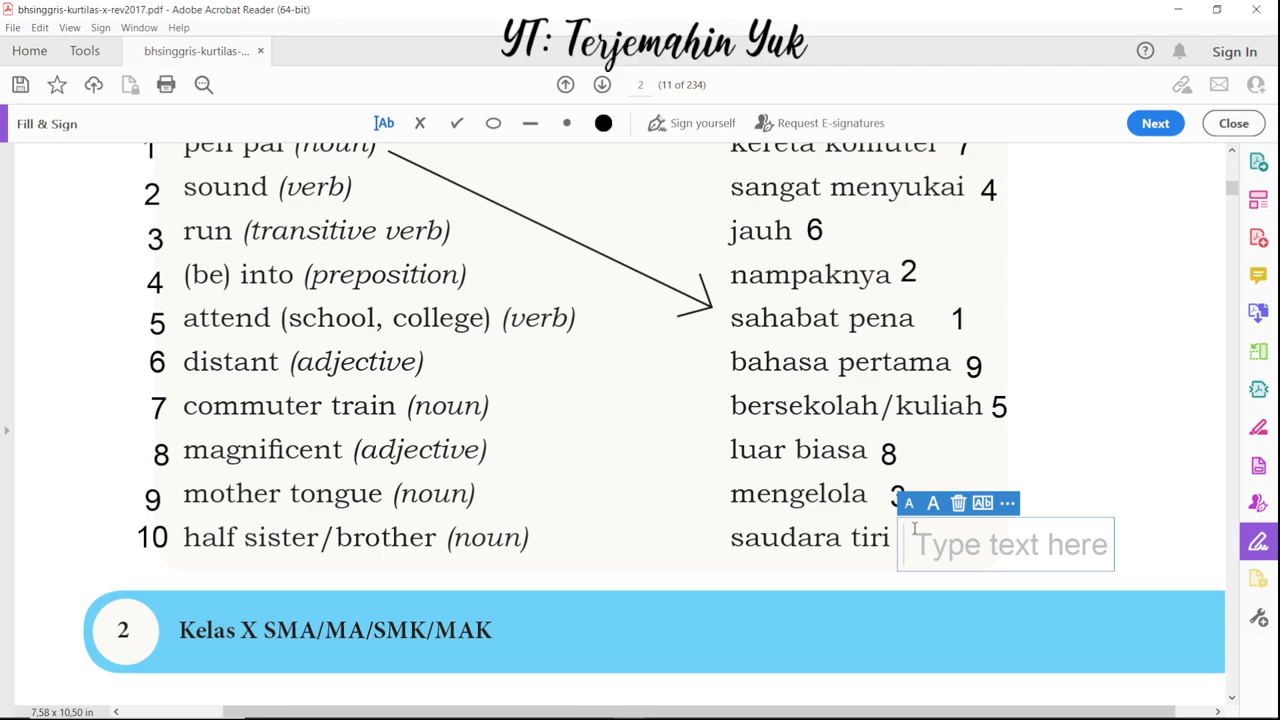 bhsinggris-kurtilas-x-rev2017.pdf - Adobe Acrobat Reader (64-bit)
File Edit View Sign Window Help
YT: Terjemahin Yuk
Home Tools bhsinggris-kurtilas-... × Sign In
2 (11 of 234)
Fill & Sign Ab Sign yourself Request E-signatures Next Close
1 pen pal (noun) kereta komuter 7
2 sound (verb) sangat menyukai 4
3 run (transitive verb) jauh 6
4 (be) into (preposition) nampaknya 2
5 attend (school, college) (verb) sahabat pena 1
6 distant (adjective) bahasa pertama 9
7 commuter train (noun) bersekolah/kuliah 5
8 magnificent (adjective) luar biasa 8
9 mother tongue (noun) mengelola 3
A A Ab ...
10 half sister/brother (noun) saudara tiri Type text here
2 Kelas X SMA/MA/SMK/MAK
7,58 x 10,50 in